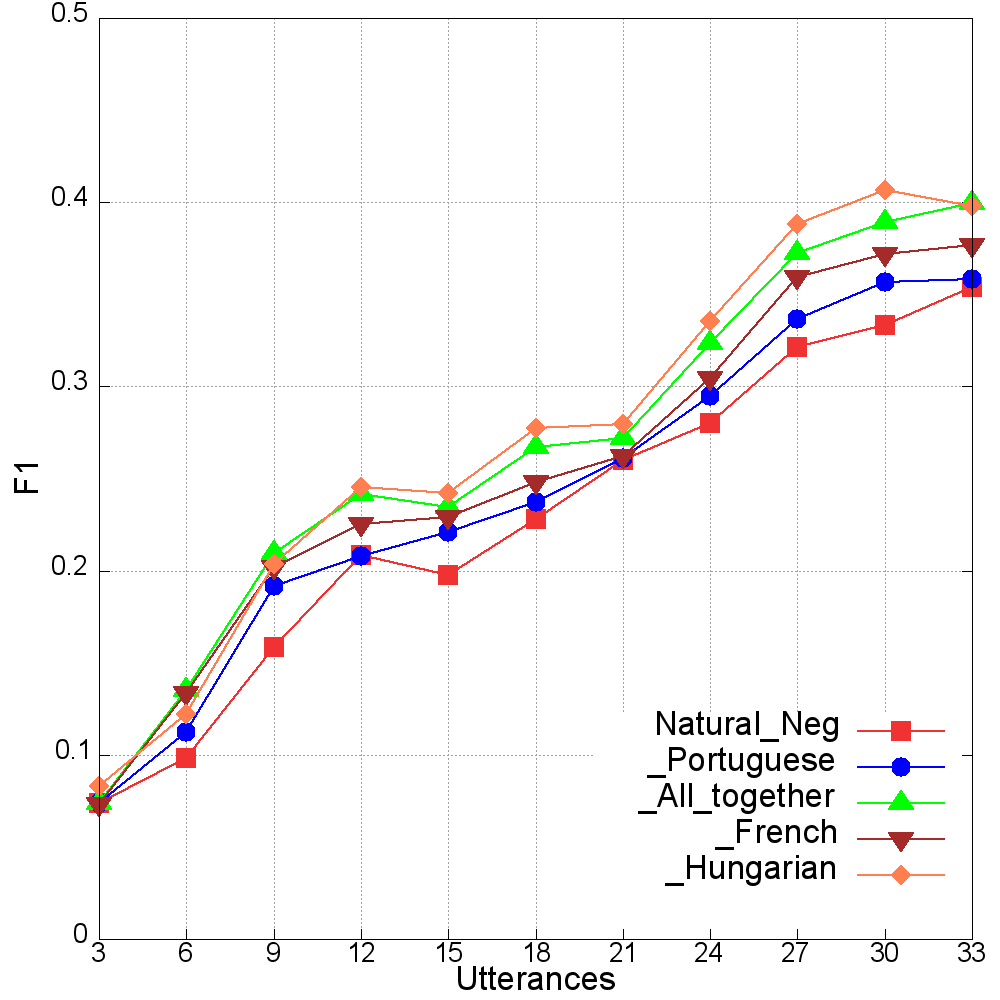 0.5
0.4
0.3
0.2
0.1
0
F1
Natural_Neg
_Portuguese
_All_together
_French
_Hungarian
3 6 9 12 15 18 21 24 27 30 33
Utterances